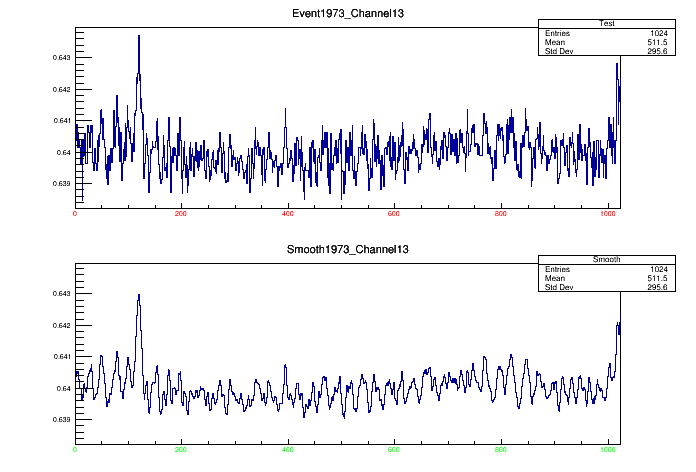 Event1973_Channel13
Test
Entries 1024
Mean 511.5
Std Dev 295.6
0.643
0.642
0.641
0.64
0.639
0 200 400 600 800 1000
Smooth1973_Channel13
Smooth
Entries 1024
Mean 511.5
Std Dev 295.6
0.643
0.642
0.641
0.64
0.639
0 200 400 600 800 1000